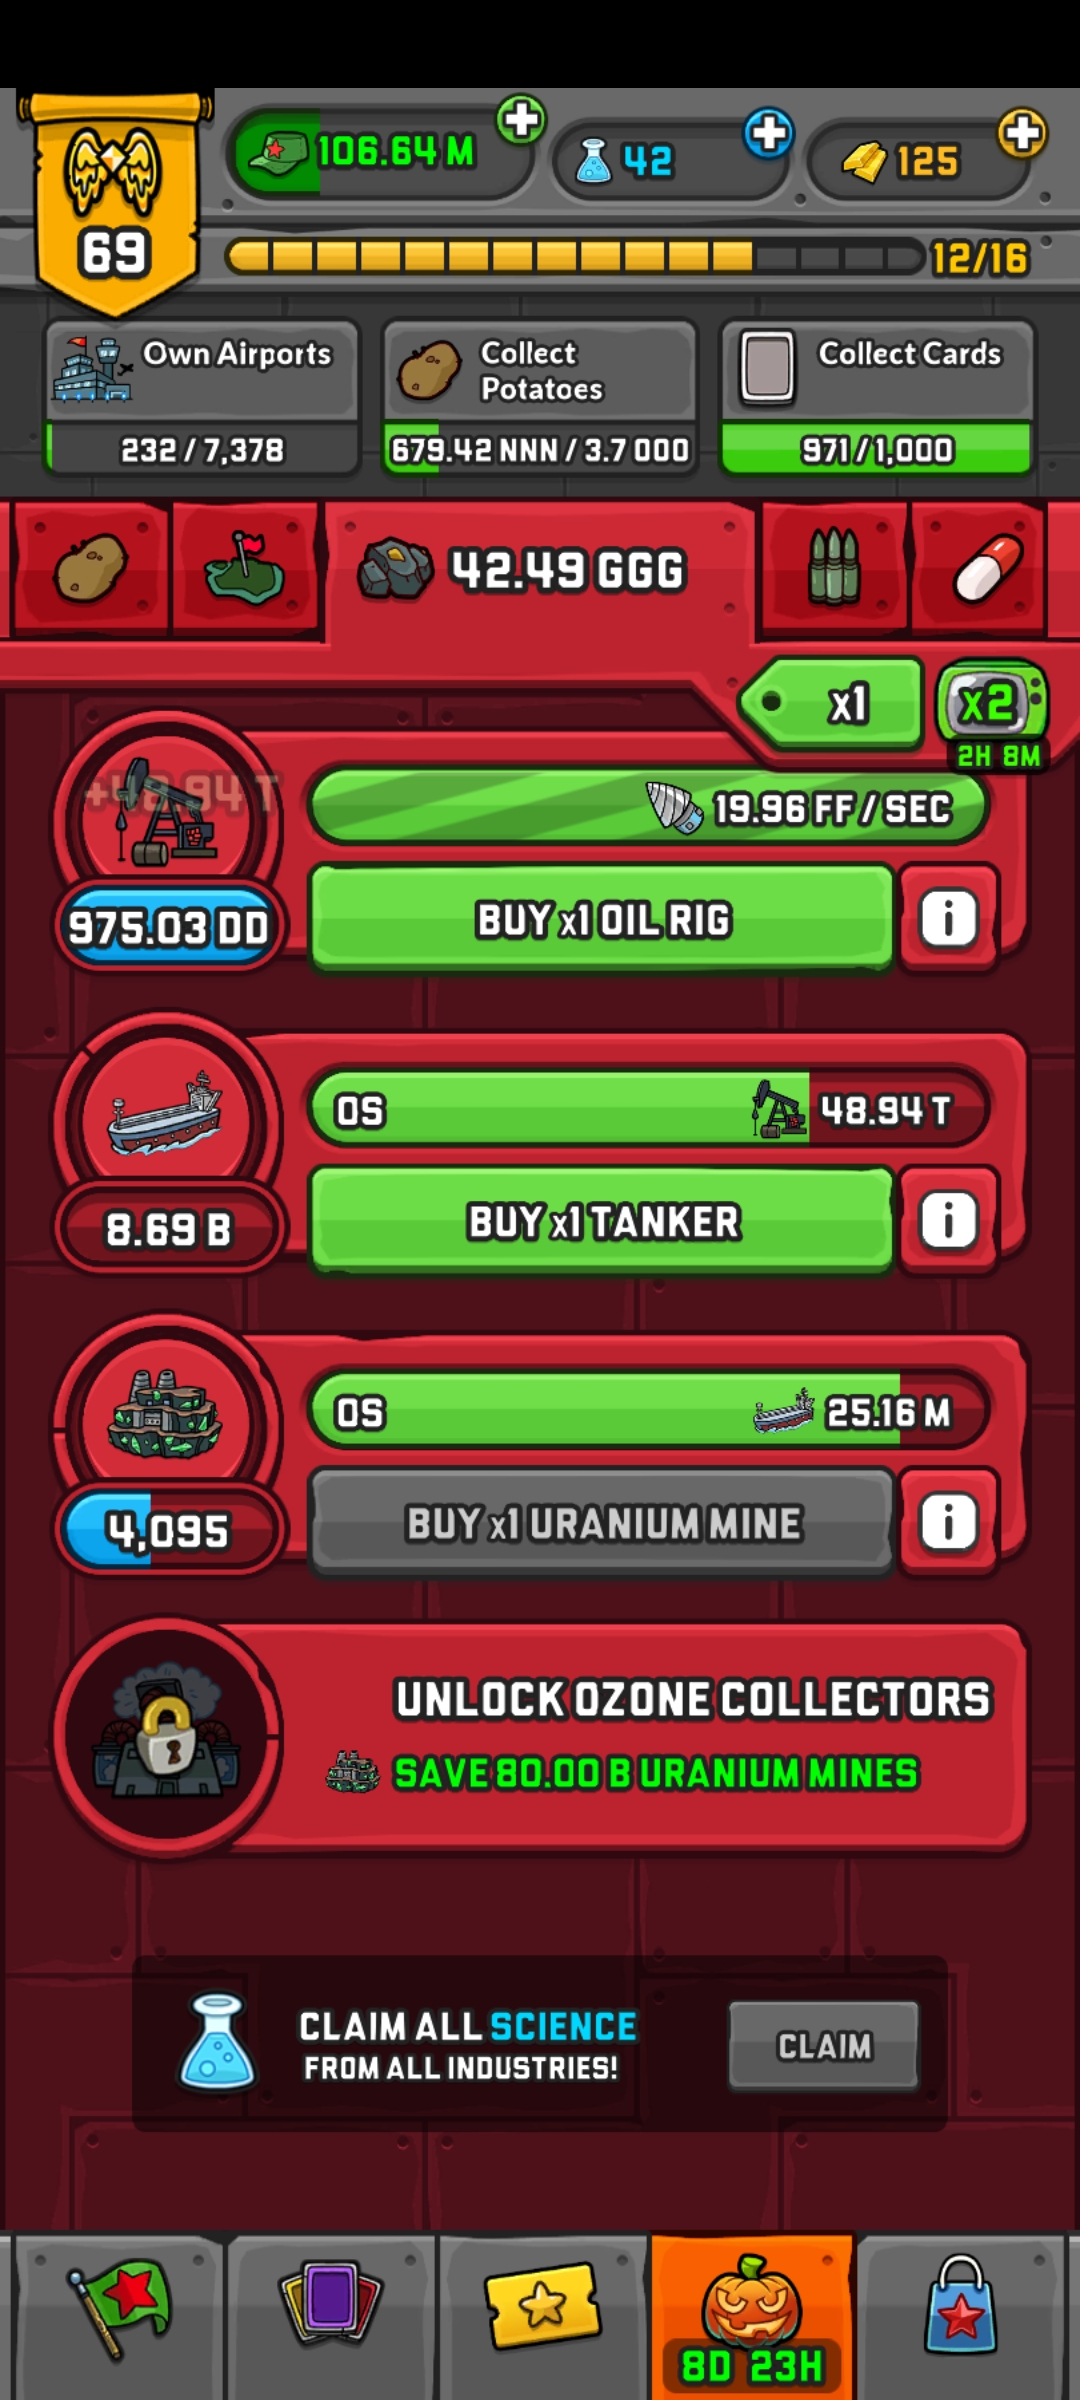 69
106.64 M
42
125
12/16
Own Airports
232 / 7,378
Collect
Potatoes
679.42 NNN / 3.7 OOO
Collect Cards
971 / 1,000
42.49 GGG
x1
x2
2H 8M
+48.94 T
19.96 FF / SEC
975.03 DD
BUY x1 OIL RIG
i
0S
48.94 T
8.69 B
BUY x1 TANKER
i
0S
25.16 M
4,095
BUY x1 URANIUM MINE
i
UNLOCK OZONE COLLECTORS
SAVE 80.00 B URANIUM MINES
CLAIM ALL SCIENCE
FROM ALL INDUSTRIES!
CLAIM
8D 23H